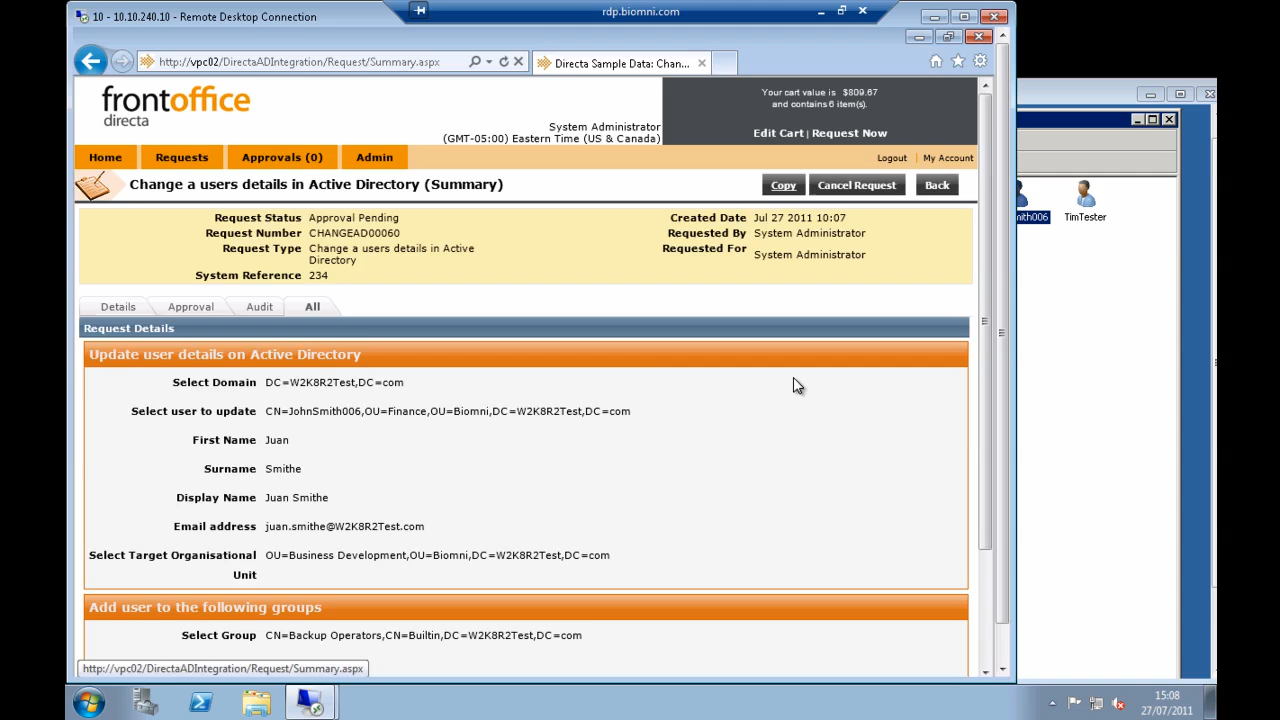 10 - 10.10.240.10 - Remote Desktop Connection
rdp.biomni.com
http://vpc02/DirectaADIntegration/Request/Summary.aspx
Directa Sample Data: Chan...
frontoffice
directa
System Administrator
(GMT-05:00) Eastern Time (US & Canada)
Your cart value is $809.67
and contains 6 item(s).
Edit Cart | Request Now
Home Requests Approvals (0) Admin
Logout My Account
Change a users details in Active Directory (Summary)
Copy Cancel Request Back
Request Status Approval Pending
Request Number CHANGEAD00060
Request Type Change a users details in Active
Directory
System Reference 234
Created Date Jul 27 2011 10:07
Requested By System Administrator
Requested For System Administrator
Details Approval Audit All
Request Details
Update user details on Active Directory
Select Domain DC=W2K8R2Test,DC=com
Select user to update CN=JohnSmith006,OU=Finance,OU=Biomni,DC=W2K8R2Test,DC=com
First Name Juan
Surname Smithe
Display Name Juan Smithe
Email address juan.smithe@W2K8R2Test.com
Select Target Organisational OU=Business Development,OU=Biomni,DC=W2K8R2Test,DC=com
Unit
Add user to the following groups
Select Group CN=Backup Operators,CN=Builtin,DC=W2K8R2Test,DC=com
http://vpc02/DirectaADIntegration/Request/Summary.aspx
mith006 TimTester
15:08
27/07/2011